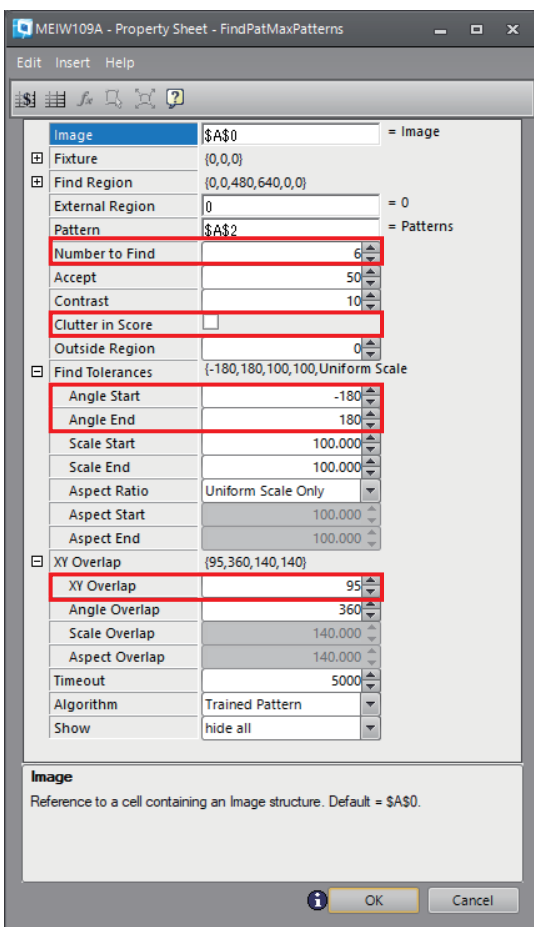 MEIW109A - Property Sheet - FindPatMaxPatterns
Edit Insert Help
Image $A$0 = Image
Fixture {0,0,0}
Find Region {0,0,480,640,0,0}
External Region 0 = 0
Pattern $A$2 = Patterns
Number to Find 6
Accept 50
Contrast 10
Clutter in Score
Outside Region 0
Find Tolerances {-180,180,100,100,Uniform Scale
Angle Start -180
Angle End 180
Scale Start 100.000
Scale End 100.000
Aspect Ratio Uniform Scale Only
Aspect Start 100.000
Aspect End 100.000
XY Overlap {95,360,140,140}
XY Overlap 95
Angle Overlap 360
Scale Overlap 140.000
Aspect Overlap 140.000
Timeout 5000
Algorithm Trained Pattern
Show hide all
Image
Reference to a cell containing an Image structure. Default = $A$0.
OK Cancel